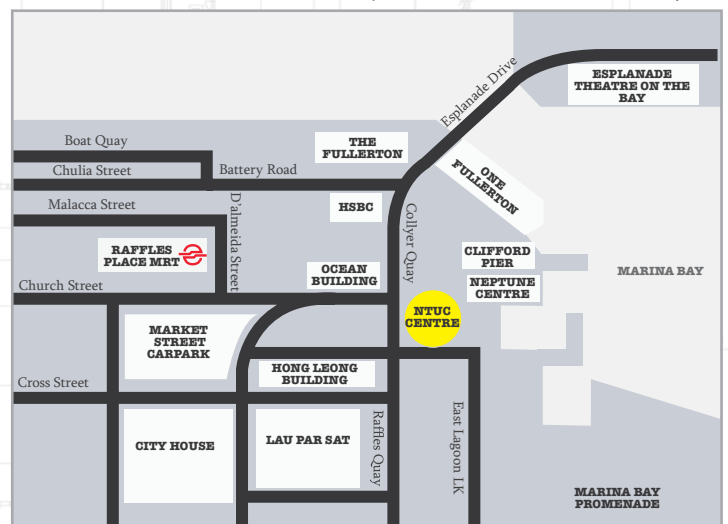 Esplanade Drive
ESPLANADE
THEATRE ON THE
BAY
Boat Quay
THE
FULLERTON
Chulia Street
Battery Road
ONE
FULLERTON
Malacca Street
D'almeida Street
HSBC
Collyer Quay
RAFFLES
PLACE MRT
CLIFFORD
PIER
MARINA BAY
OCEAN
BUILDING
NEPTUNE
CENTRE
Church Street
NTUC
CENTRE
MARKET
STREET
CARPARK
HONG LEONG
BUILDING
Cross Street
CITY HOUSE
LAU PAR SAT
Raffles Quay
East Lagoon LK
MARINA BAY
PROMENADE